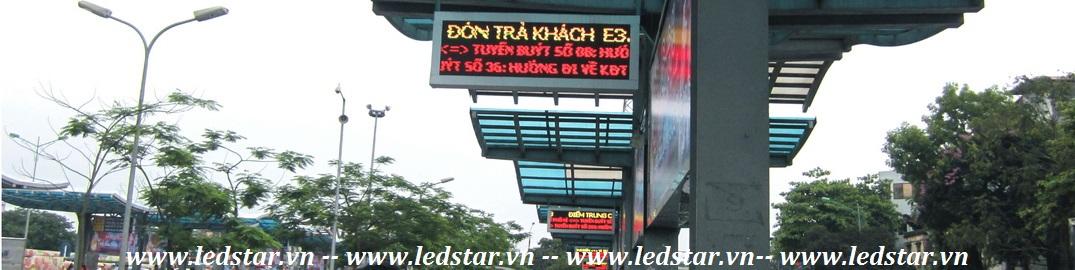 ĐÓN TRẢ KHÁCH E3.
<=> TUYẾN BUÝT SỐ 08: HƯỚ
ÝT SỐ 36: HƯỚNG ĐI VỀ KĐT
ĐIỂM TRUNG C
www.ledstar.vn -- www.ledstar.vn -- www.ledstar.vn-- www.ledstar.vn